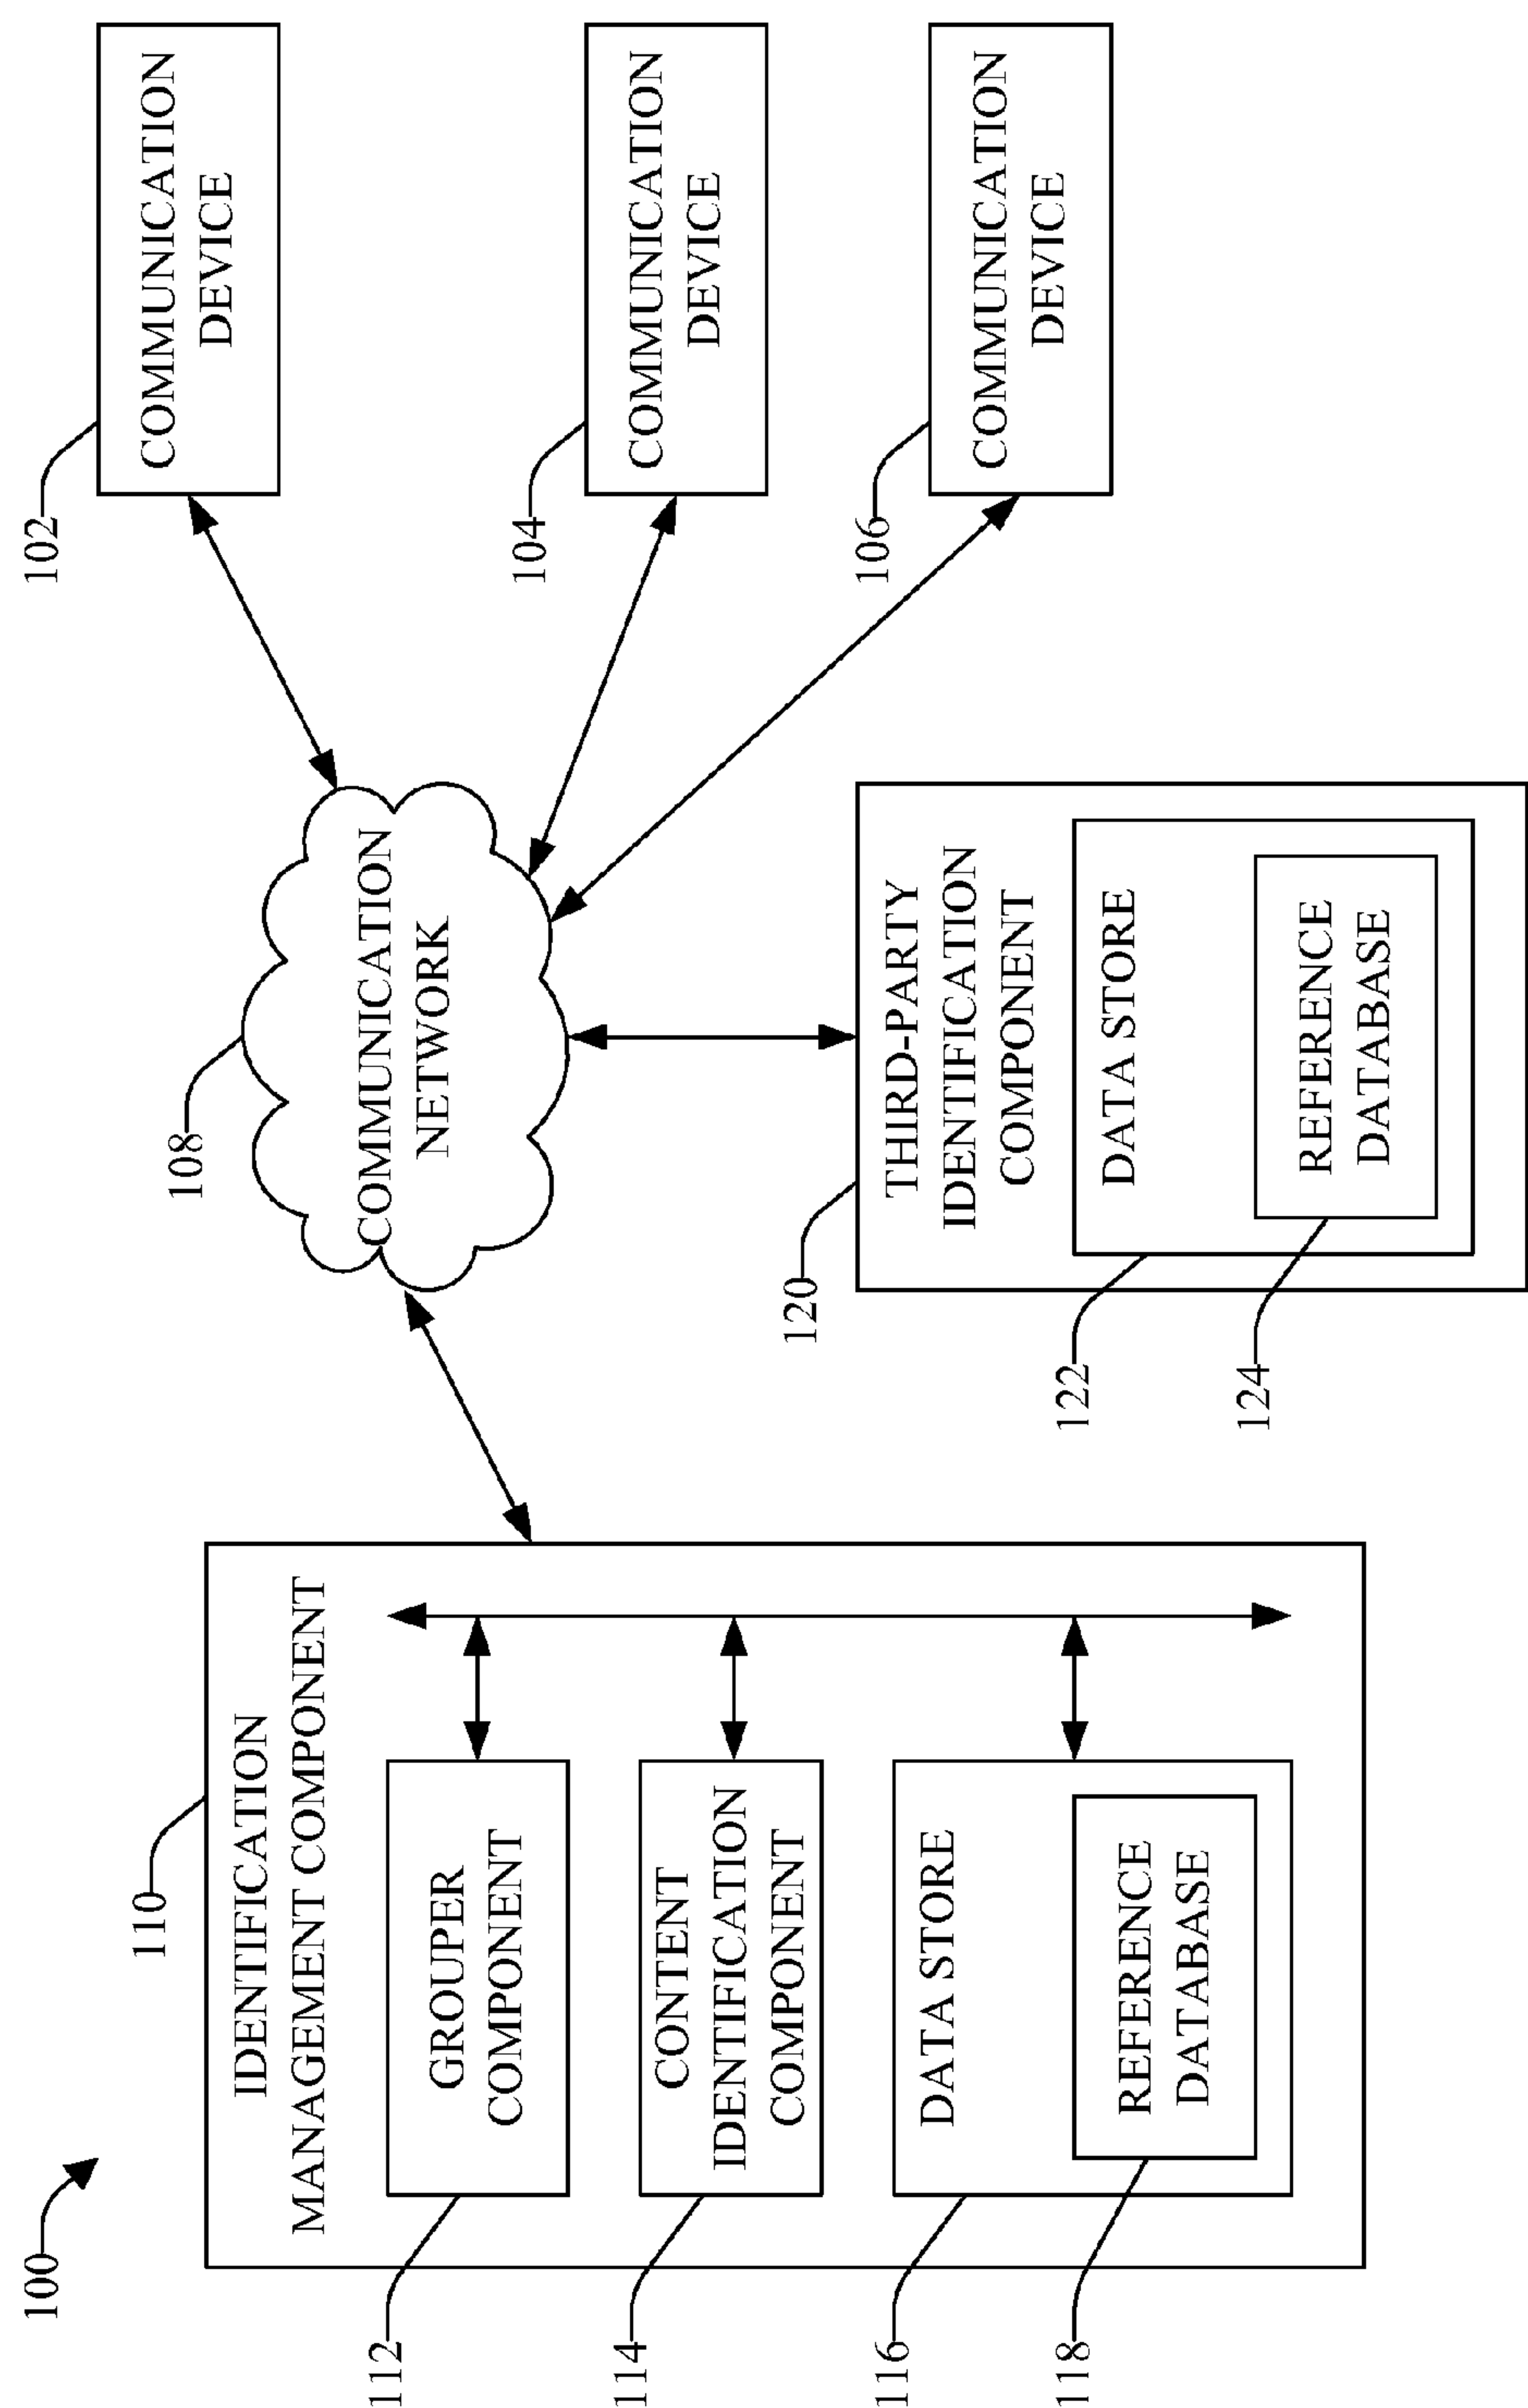 100
110
IDENTIFICATION
MANAGEMENT COMPONENT
112
GROUPER
COMPONENT
114
CONTENT
IDENTIFICATION
COMPONENT
116
DATA STORE
118
REFERENCE
DATABASE
108
COMMUNICATION
NETWORK
120
THIRD-PARTY
IDENTIFICATION
COMPONENT
122
DATA STORE
124
REFERENCE
DATABASE
102
COMMUNICATION
DEVICE
104
COMMUNICATION
DEVICE
106
COMMUNICATION
DEVICE